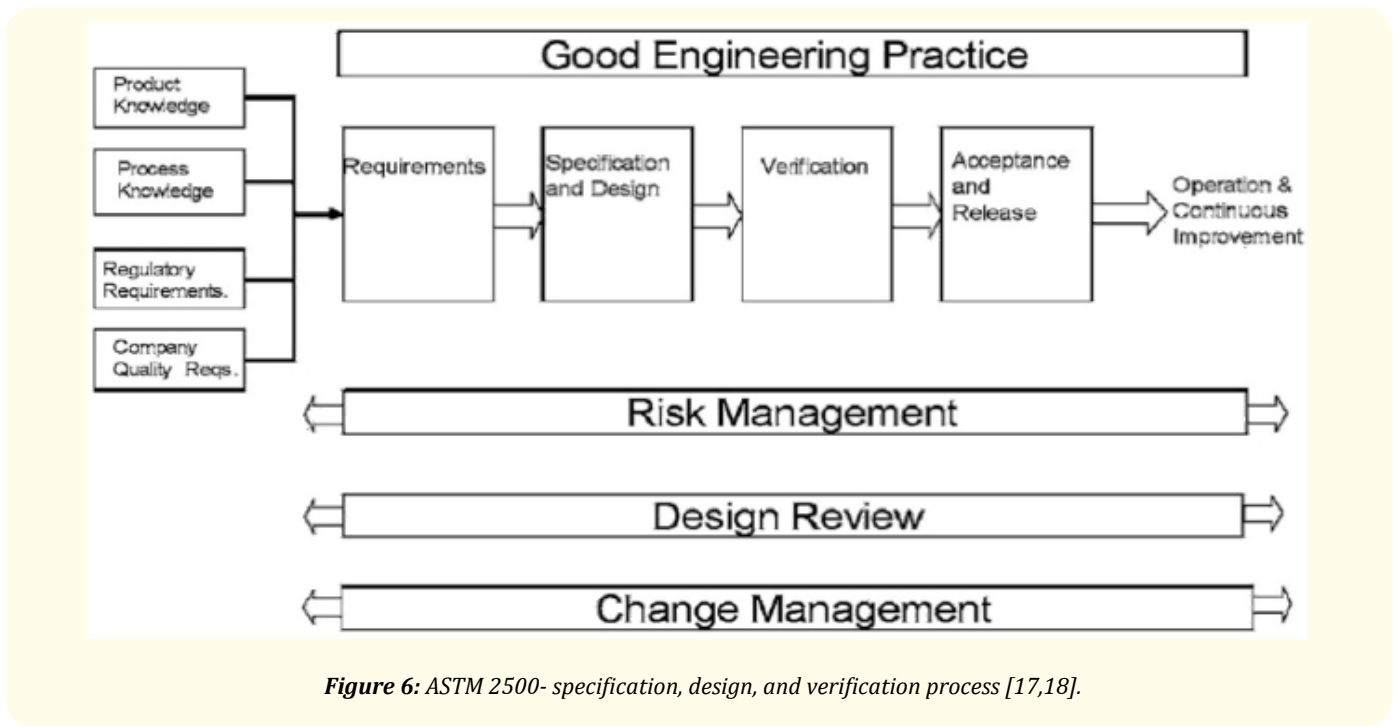 Good Engineering Practice
Product
Knowledge
Process
Knowledge
Regulatory
Requirements.
Company
Quality Reqs.
Requirements
Specification
and Design
Verification
Acceptance
and
Release
Operation &
Continuous
Improvement
Risk Management
Design Review
Change Management
Figure 6: ASTM 2500- specification, design, and verification process [17,18].